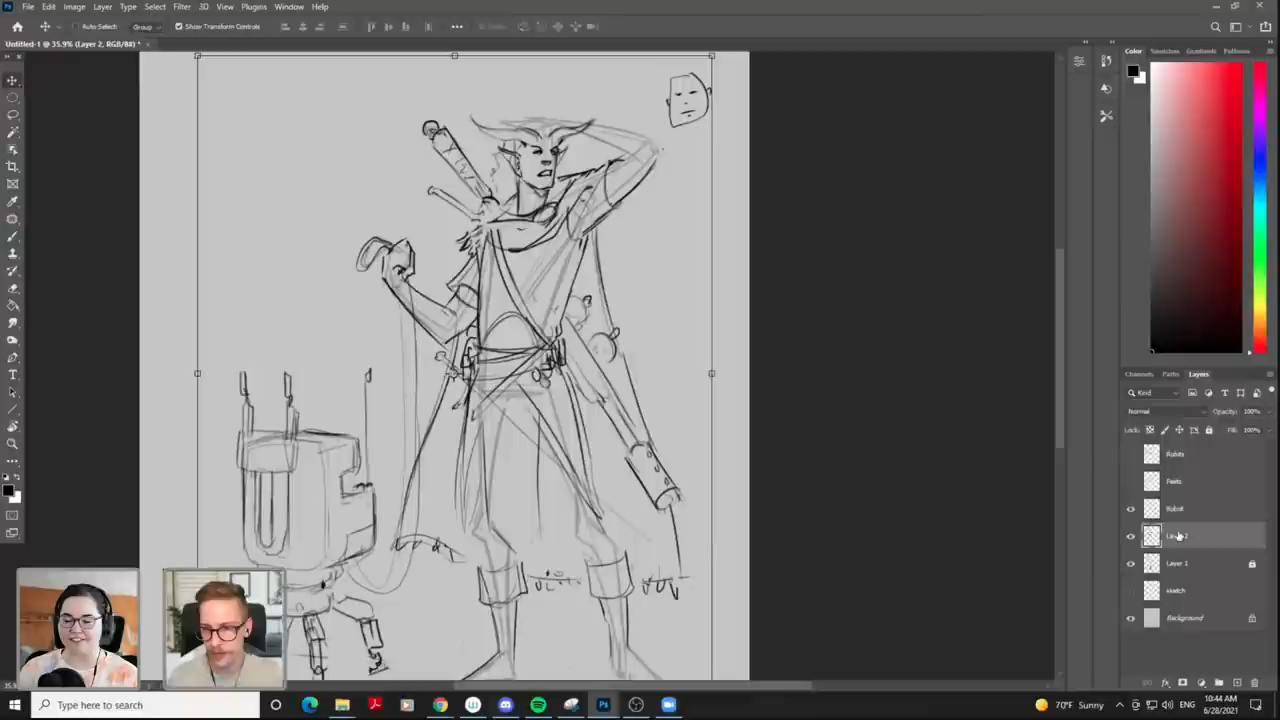 File Edit Image Layer Type Select Filter 3D View Plugins Window Help
Auto-Select: Group Show Transform Controls
Untitled-1 @ 35.9% (Layer 2, RGB/8#) *
Color Swatches Gradients Patterns
Channels Paths Layers
Kind
Normal Opacity: 100%
Lock: Fill: 100%
Robits
Feets
Robot
Layer 1
sketch
Background
Type here to search
70°F Sunny
ENG
10:44 AM
6/28/2021